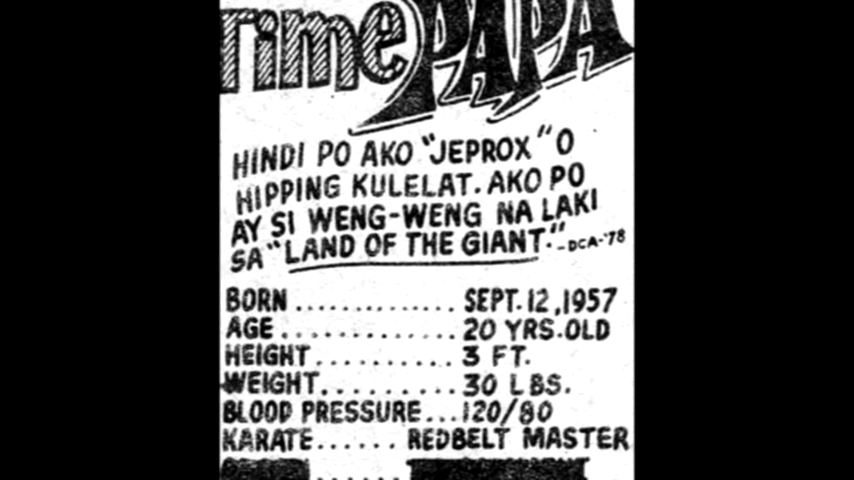 Time PAPA
HINDI PO AKO "JEPROX" O
HIPPING KULELAT. AKO PO
AY SI WENG-WENG NA LAKI
SA "LAND OF THE GIANT." -DCA-'78
BORN .............. SEPT. 12, 1957
AGE ............... 20 YRS. OLD
HEIGHT ........... 3 FT.
WEIGHT .......... 30 LBS.
BLOOD PRESSURE ... 120/80
KARATE ...... REDBELT MASTER